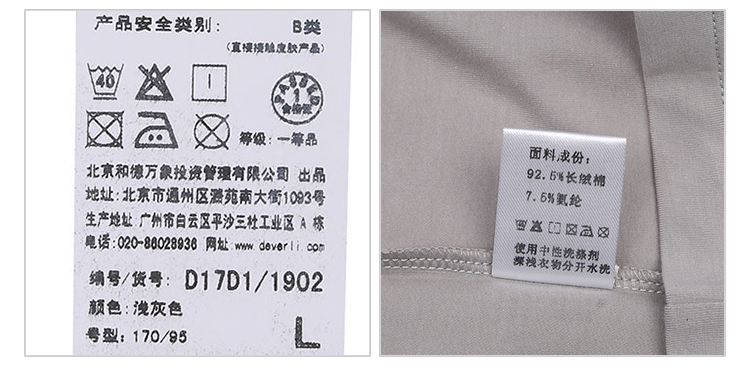 产品安全类别: B类
(直接接触皮肤产品)
40
PASSED
1
合格证
等级: 一等品
北京和德万象投资管理有限公司 出品
地址: 北京市通州区潞苑南大街1093号
生产地址 广州市白云区平沙三社工业区 A 栋
电话:020-86028936 网址:www.deverli.com
编号/货号: D17D1/1902
颜色: 浅灰色
号型: 170/95
L
面料成份:
92.5%长绒棉
7.5%氨纶
使用中性洗涤剂
深浅衣物分开水洗